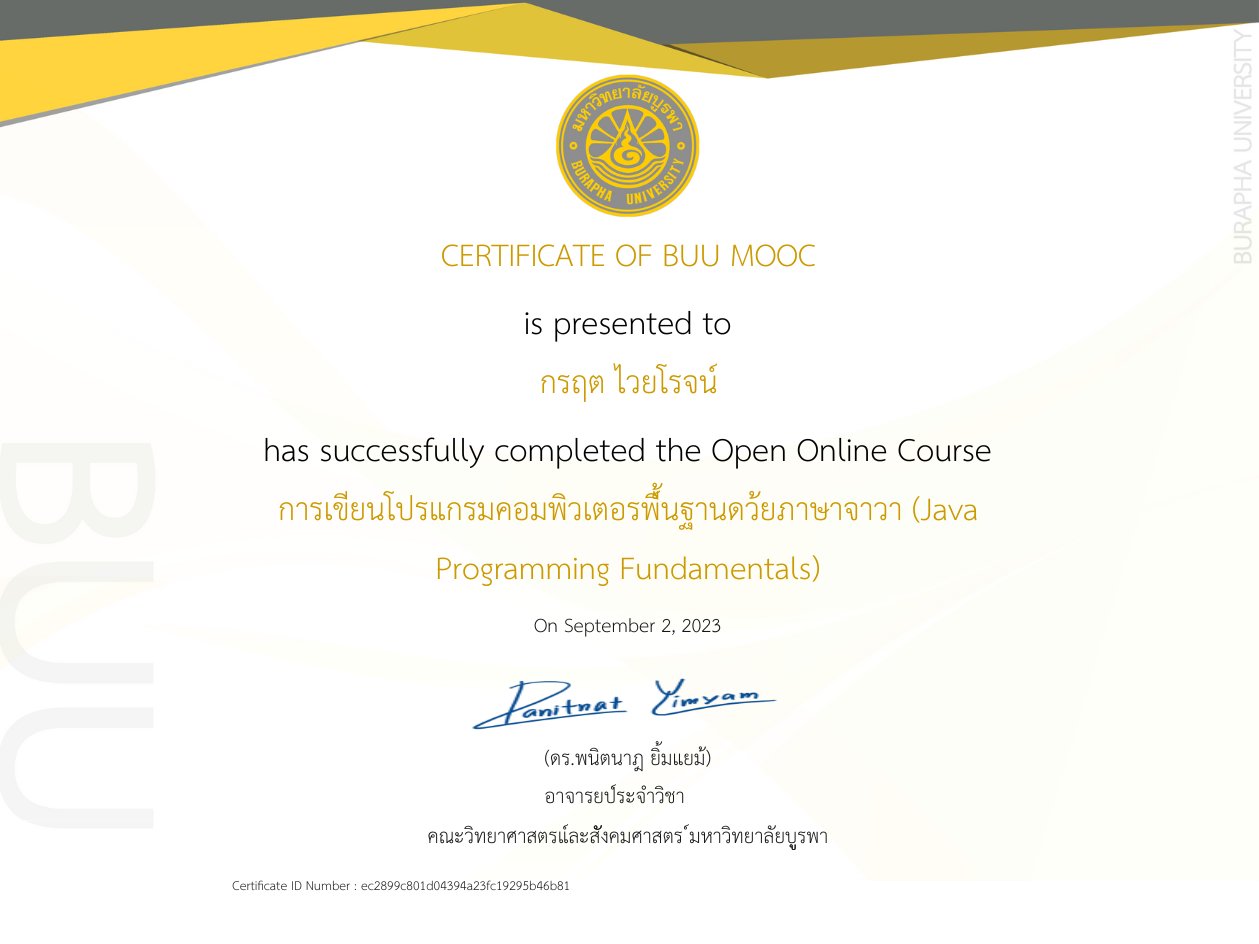 มหาวิทยาลัยบูรพา
BURAPHA UNIVERSITY
BURAPHA UNIVERSITY
CERTIFICATE OF BUU MOOC
is presented to
กรฤต ไวยโรจน์
has successfully completed the Open Online Course
การเขียนโปรแกรมคอมพิวเตอรพื้นฐานดว้ยภาษาจาวา (Java
Programming Fundamentals)
On September 2, 2023
Panitnat Yimyam
(ดร.พนิตนาฎ ยิ้มแยม้)
อาจารยป์ระจำวิชา
คณะวิทยาศาสตรแ์ละสังคมศาสตร ์มหาวิทยาลัยบูรพา
Certificate ID Number : ec2899c801d04394a23fc19295b46b81
BUU